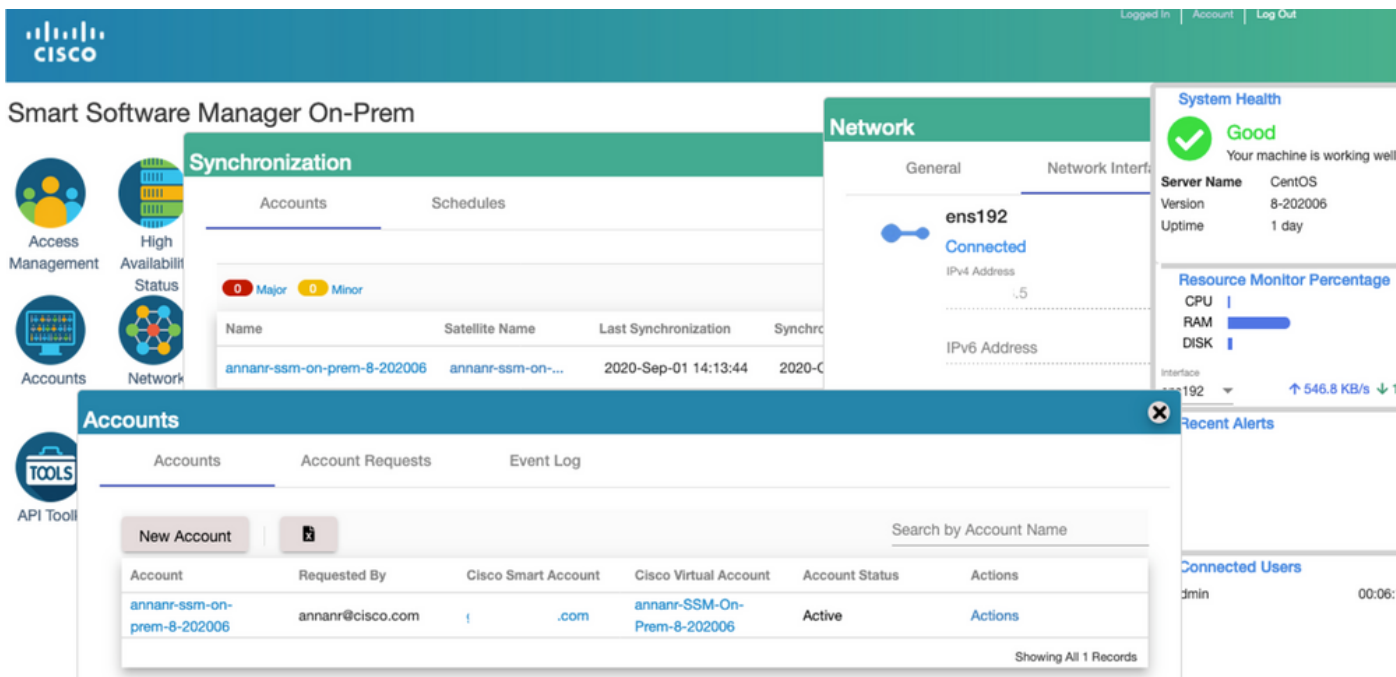 Logged In | Account | Log Out
CISCO
Smart Software Manager On-Prem
Access
Management
High
Status
Accounts
Network
TOOLS
API
Synchronization
Accounts Schedules
0 Major 0 Minor
Name Satellite Name Last Synchronization
annanr-ssm-on-prem-8-202006 annanr-ssm-on-... 2020-Sep-01 14:13:44
Network
General Network
ens192
Connected
IPv4 Address
.5
IPv6 Address
System Health
Good
Your machine is working well
Server Name CentOS
Version 8-202006
Uptime 1 day
Resource Monitor Percentage
CPU
RAM
DISK
Interface
↑ 546.8 KB/s ↓
Recent Alerts
Connected Users
00:06:
Accounts
Accounts Account Requests Event Log
New Account Search by Account Name
Account Requested By Cisco Smart Account Cisco Virtual Account Account Status Actions
annanr-ssm-on- annanr-SSM-On-
prem-8-202006 annanr@cisco.com .com Prem-8-202006 Active Actions
Showing All 1 Records